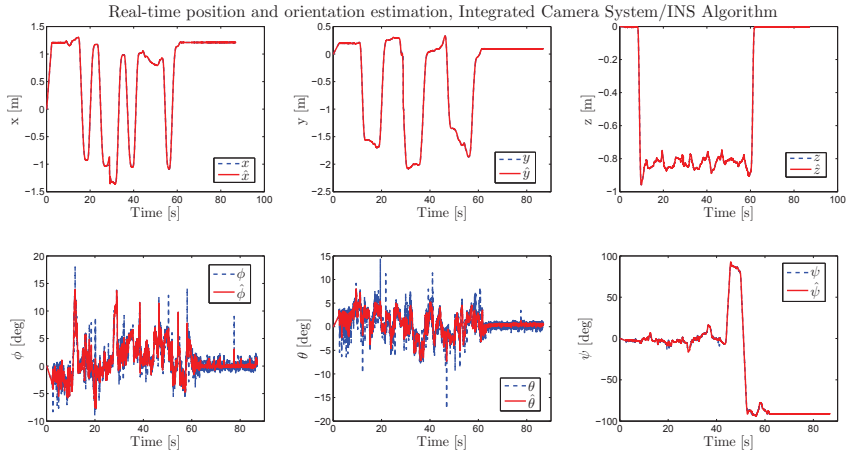 Real-time position and orientation estimation, Integrated Camera System/INS Algorithm
x [m]
1.5
1
0.5
0
−0.5
−1
−1.5
0 20 40 60 80 100
Time [s]
x
x̂
y [m]
0.5
0
−0.5
−1
−1.5
−2
−2.5
0 20 40 60 80 100
Time [s]
y
ŷ
z [m]
0
−0.2
−0.4
−0.6
−0.8
−1
0 20 40 60 80 100
Time [s]
z
ẑ
ϕ [deg]
20
15
10
5
0
−5
−10
0 20 40 60 80 100
Time [s]
ϕ
ϕ̂
θ [deg]
15
10
5
0
−5
−10
−15
−20
0 20 40 60 80 100
Time [s]
θ
θ̂
ψ [deg]
100
50
0
−50
−100
0 20 40 60 80 100
Time [s]
ψ
ψ̂